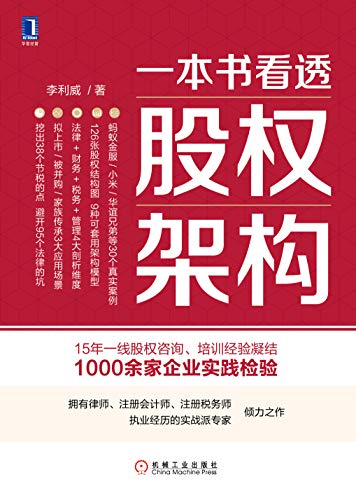 华章经管
一本书看透
股权
架构
李利威 / 著
蚂蚁金服/小米/华谊兄弟等30个真实案例
126张股权结构图 9种可套用架构模型
法律+财务+税务+管理4大剖析维度
拟上市/被并购/家族传承3大应用场景
挖出38个节税的点 避开95个法律的坑
15年一线股权咨询、培训经验凝结
1000余家企业实践检验
拥有律师、注册会计师、注册税务师
执业经历的实战派专家
倾力之作
机械工业出版社
China Machine Press